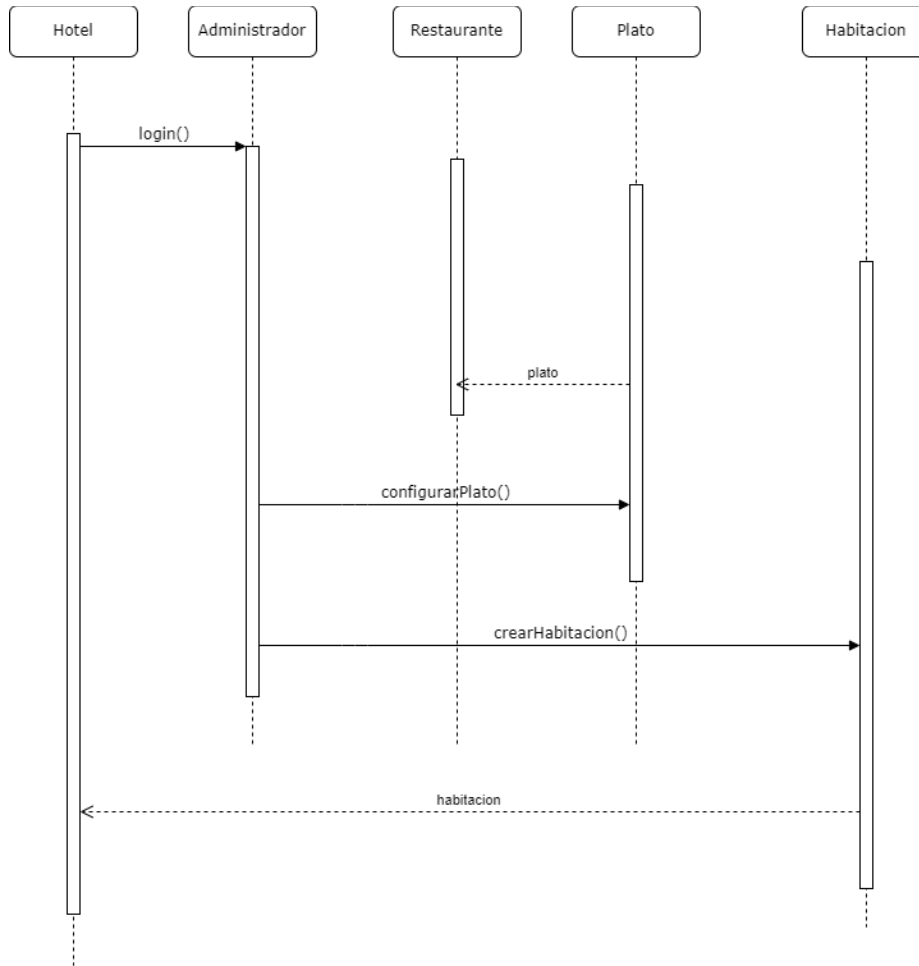 Hotel
Administrador
Restaurante
Plato
Habitacion
login()
plato
configurarPlato()
crearHabitacion()
habitacion